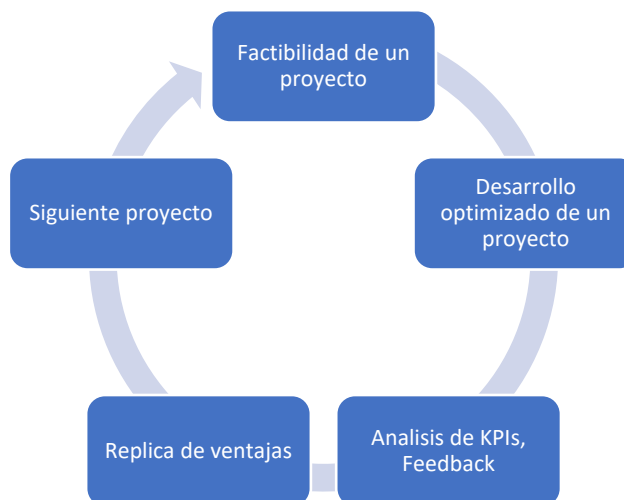 Factibilidad de un
proyecto
Desarrollo
optimizado de un
proyecto
Analisis de KPIs,
Feedback
Replica de ventajas
Siguiente proyecto